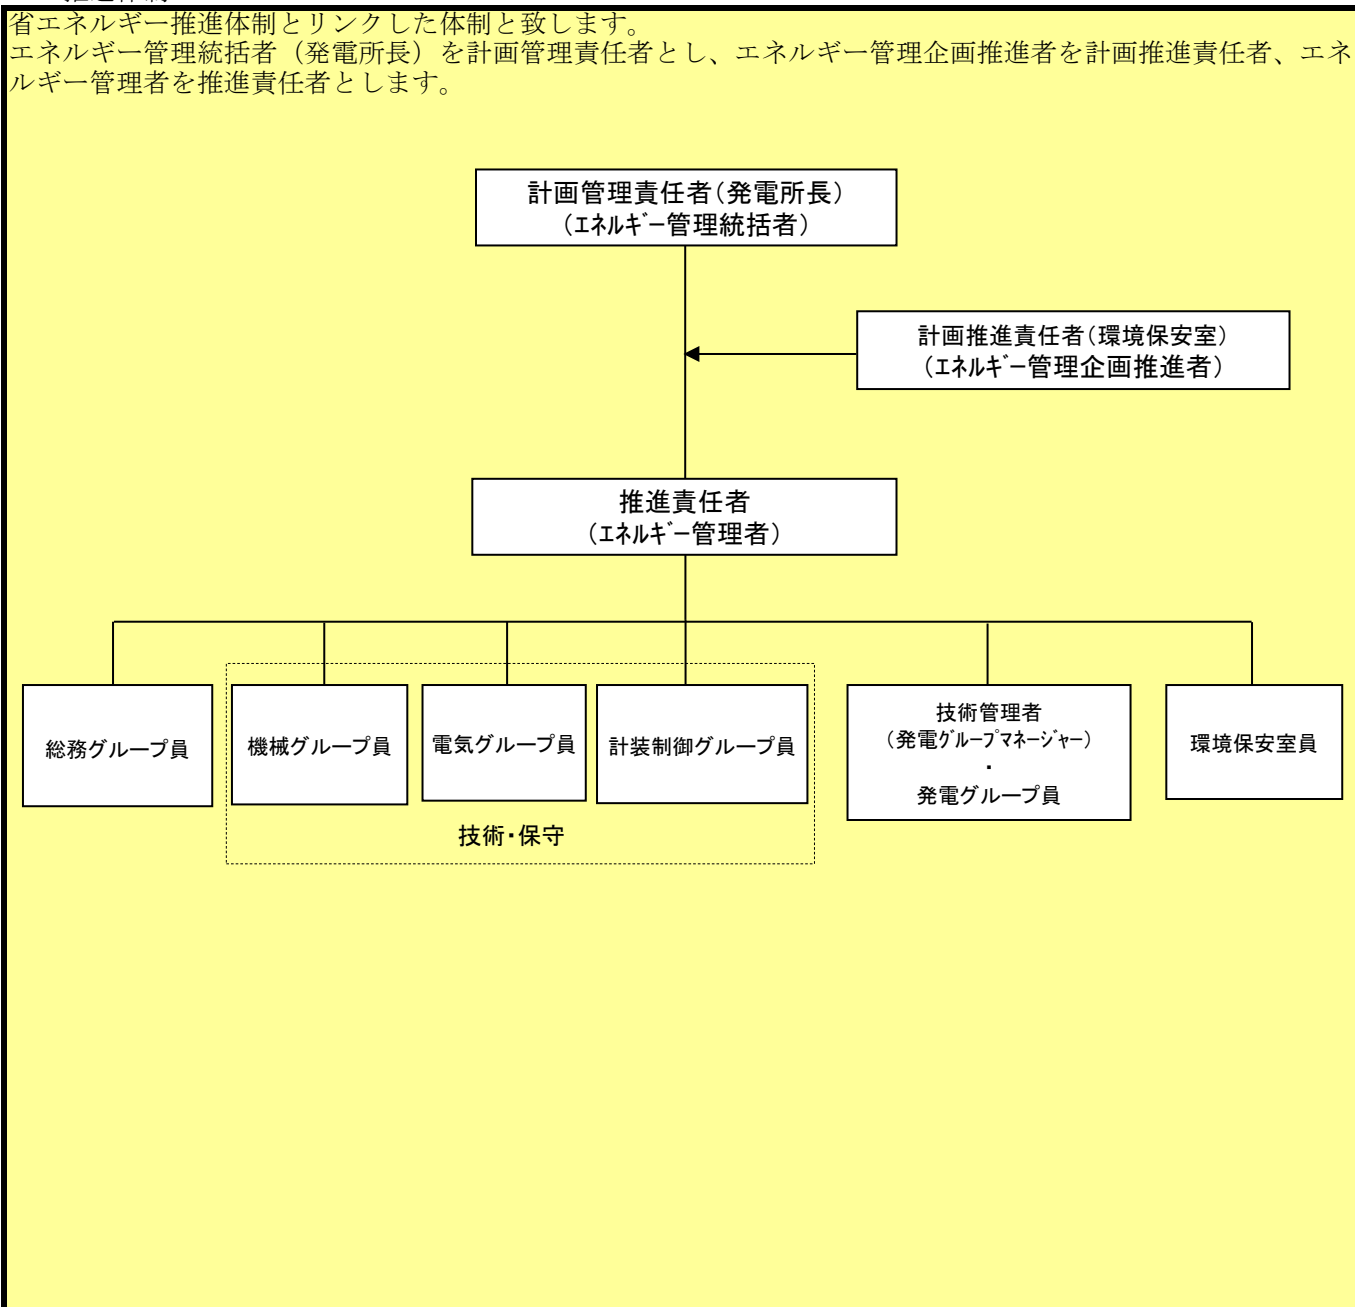 省エネルギー推進体制とリンクした体制と致します。
エネルギー管理統括者（発電所長）を計画管理責任者とし、エネルギー管理企画推進者を計画推進責任者、エネ
ルギー管理者を推進責任者とします。
計画管理責任者（発電所長）
（ｴﾈﾙｷﾞｰ管理統括者）
計画推進責任者（環境保安室）
（ｴﾈﾙｷﾞｰ管理企画推進者）
推進責任者
（ｴﾈﾙｷﾞｰ管理者）
総務グループ員
機械グループ員
電気グループ員
計装制御グループ員
技術・保守
技術管理者
（発電ｸﾞﾙｰﾌﾟﾏﾈｰｼﾞｬｰ）
・
発電グループ員
環境保安室員